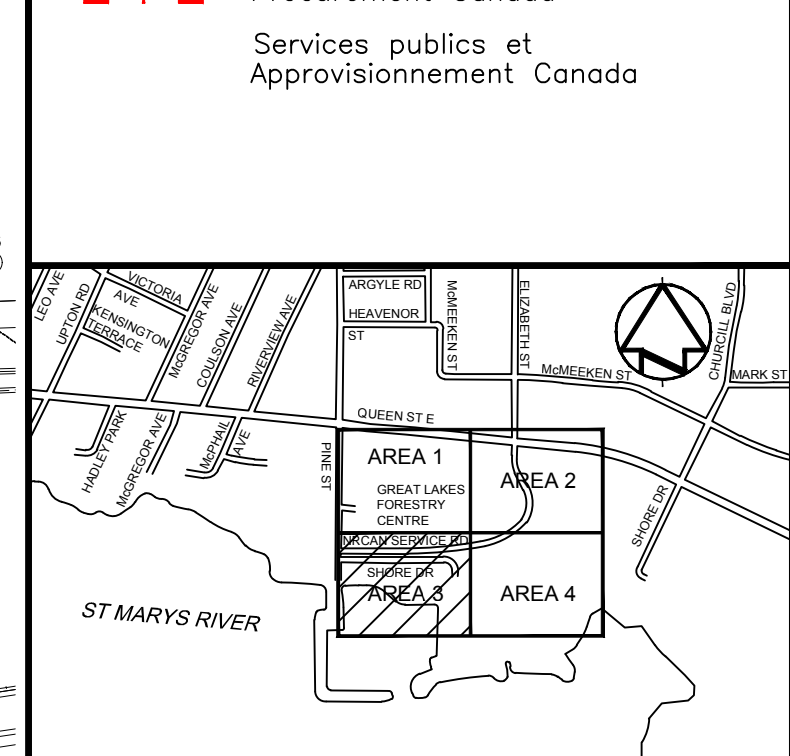 Procurement Canada
Services publics et
Approvisionnement Canada
LEO AVE
UPTON RD
VICTORIA
AVE
KENSINGTON
TERRACE
McGREGOR AVE
COULSON AVE
RIVERVIEW AVE
ARGYLE RD
HEAVENOR
ST
McMEEKEN ST
ELIZABETH ST
McMEEKEN ST
CHURCILL BLVD
MARK ST
QUEEN ST E
HADLEY PARK
McGREGOR AVE
McPHAIL
AVE
PINE ST
AREA 1
GREAT LAKES
FORESTRY
CENTRE
AREA 2
SHORE DR
NRCAN SERVICE RD
SHORE DR
AREA 3
AREA 4
ST MARYS RIVER